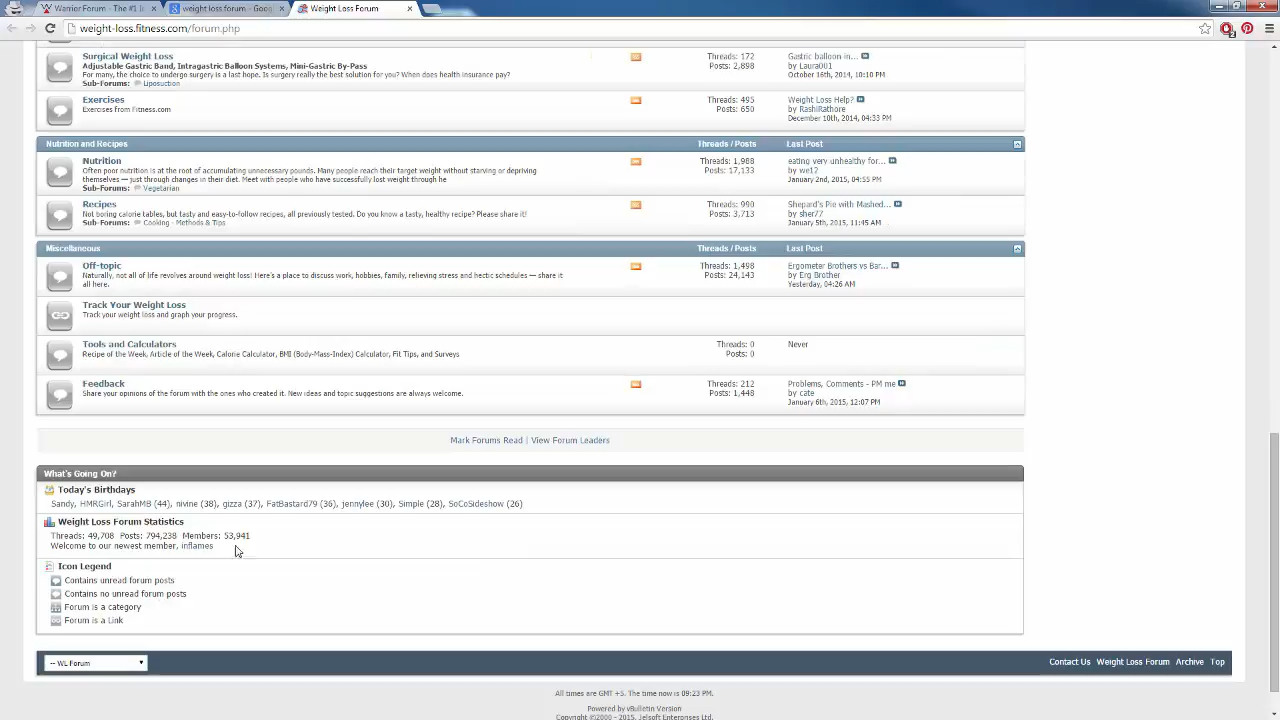 Warrior Forum - The #1 I
weight loss forum - Goog
Weight Loss Forum
weight-loss.fitness.com/forum.php
Surgical Weight Loss
Adjustable Gastric Band, Intragastric Balloon Systems, Mini-Gastric By-Pass
For many, the choice to undergo surgery is a last hope. Is surgery really the best solution for you? When does health insurance pay?
Sub-Forums: Liposuction
Threads: 172
Posts: 2,898
Gastric balloon in...
by Laura001
October 16th, 2014, 10:10 PM
Exercises
Exercises from Fitness.com
Threads: 495
Posts: 650
Weight Loss Help?
by RashiRathore
December 10th, 2014, 04:33 PM
Nutrition and Recipes Threads / Posts Last Post
Nutrition
Often poor nutrition is at the root of accumulating unnecessary pounds. Many people reach their target weight without starving or depriving
themselves — just through changes in their diet. Meet with people who have successfully lost weight through he
Sub-Forums: Vegetarian
Threads: 1,988
Posts: 17,133
eating very unhealthy for...
by we12
January 2nd, 2015, 04:55 PM
Recipes
Not boring calorie tables, but tasty and easy-to-follow recipes, all previously tested. Do you know a tasty, healthy recipe? Please share it!
Sub-Forums: Cooking - Methods & Tips
Threads: 990
Posts: 3,713
Shepard's Pie with Mashed...
by sher77
January 5th, 2015, 11:45 AM
Miscellaneous Threads / Posts Last Post
Off-topic
Naturally, not all of life revolves around weight loss! Here's a place to discuss work, hobbies, family, relieving stress and hectic schedules — share it
all here.
Threads: 1,498
Posts: 24,143
Ergometer Brothers vs Bar...
by Erg Brother
Yesterday, 04:26 AM
Track Your Weight Loss
Track your weight loss and graph your progress.
Tools and Calculators
Recipe of the Week, Article of the Week, Calorie Calculator, BMI (Body-Mass-Index) Calculator, Fit Tips, and Surveys
Threads: 0
Posts: 0
Never
Feedback
Share your opinions of the forum with the ones who created it. New ideas and topic suggestions are always welcome.
Threads: 212
Posts: 1,448
Problems, Comments - PM me
by cate
January 6th, 2015, 12:07 PM
Mark Forums Read | View Forum Leaders
What's Going On?
Today's Birthdays
Sandy, HMRGirl, SarahMB (44), nivine (38), gizza (37), FatBastard79 (36), jennylee (30), Simple (28), SoCoSideshow (26)
Weight Loss Forum Statistics
Threads: 49,708 Posts: 794,238 Members: 53,941
Welcome to our newest member, inflames
Icon Legend
Contains unread forum posts
Contains no unread forum posts
Forum is a category
Forum is a Link
-- WL Forum
Contact Us Weight Loss Forum Archive Top
All times are GMT +5. The time now is 09:23 PM.
Powered by vBulletin Version
Copyright ©2000 - 2015, Jelsoft Enterprises Ltd.